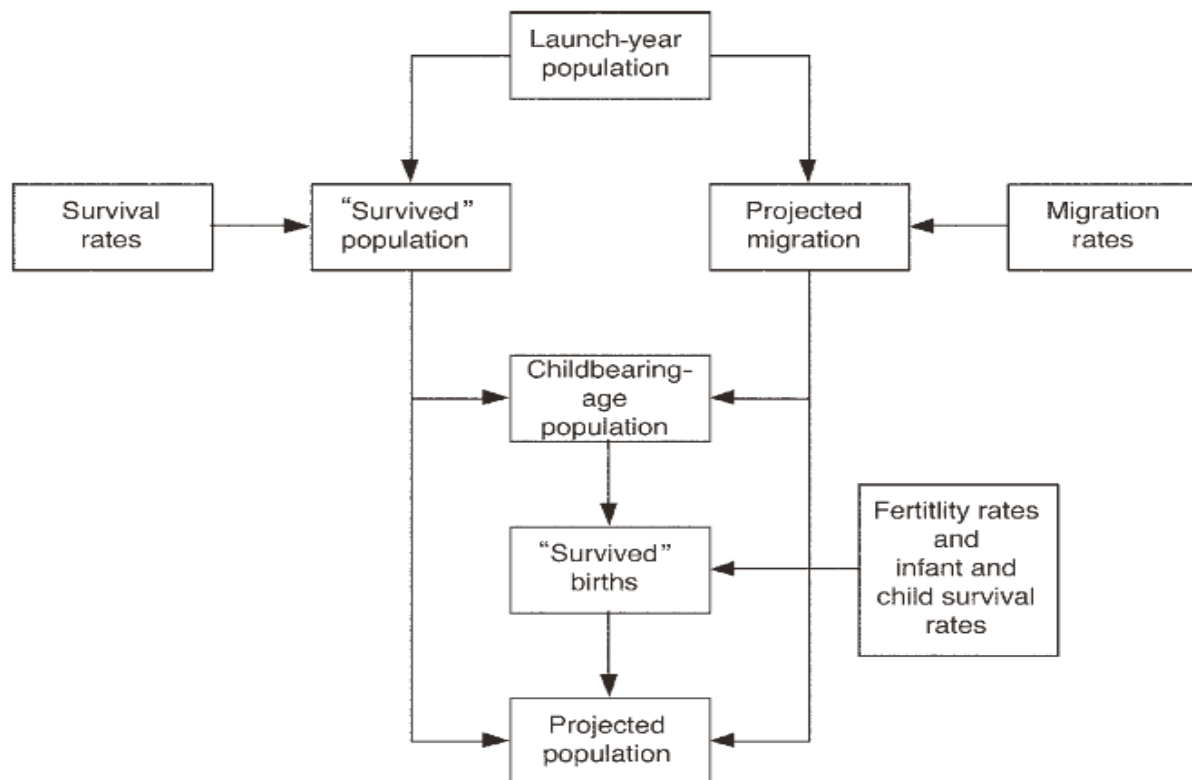 Launch-year
population
Survival
rates
“Survived”
population
Projected
migration
Migration
rates
Childbearing-
age
population
“Survived”
births
Fertitlity rates
and
infant and
child survival
rates
Projected
population